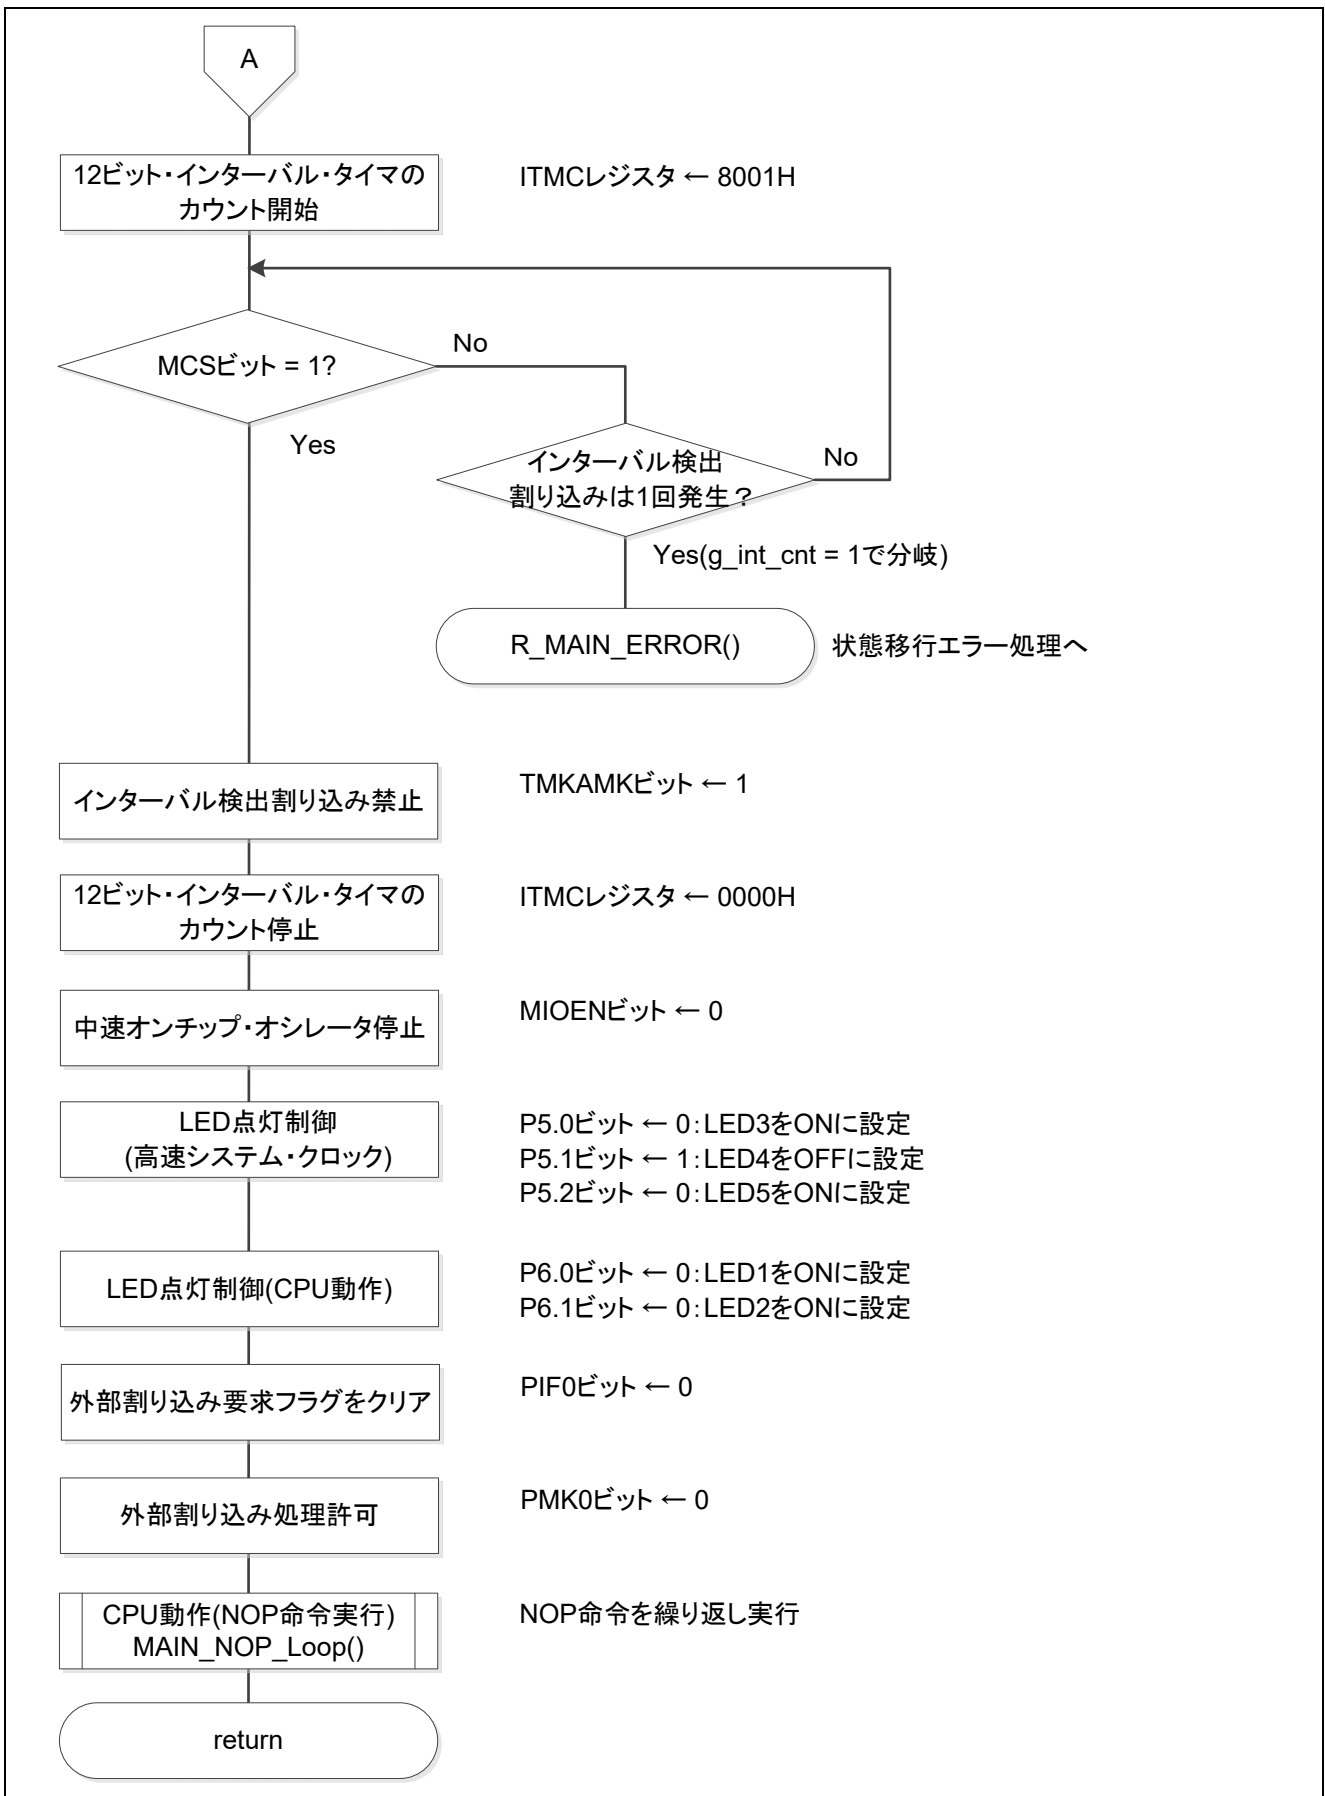 A
12ビット・インターバル・タイマの
カウント開始
ITMCレジスタ ← 8001H
MCSビット = 1?
No
Yes
インターバル検出
割り込みは1回発生？
No
Yes(g_int_cnt = 1で分岐)
R_MAIN_ERROR()
状態移行エラー処理へ
インターバル検出割り込み禁止
TMKAMKビット ← 1
12ビット・インターバル・タイマの
カウント停止
ITMCレジスタ ← 0000H
中速オンチップ・オシレータ停止
MIOENビット ← 0
LED点灯制御
(高速システム・クロック)
P5.0ビット ← 0：LED3をONに設定
P5.1ビット ← 1：LED4をOFFに設定
P5.2ビット ← 0：LED5をONに設定
LED点灯制御(CPU動作)
P6.0ビット ← 0：LED1をONに設定
P6.1ビット ← 0：LED2をONに設定
外部割り込み要求フラグをクリア
PIF0ビット ← 0
外部割り込み処理許可
PMK0ビット ← 0
CPU動作(NOP命令実行)
MAIN_NOP_Loop()
NOP命令を繰り返し実行
return